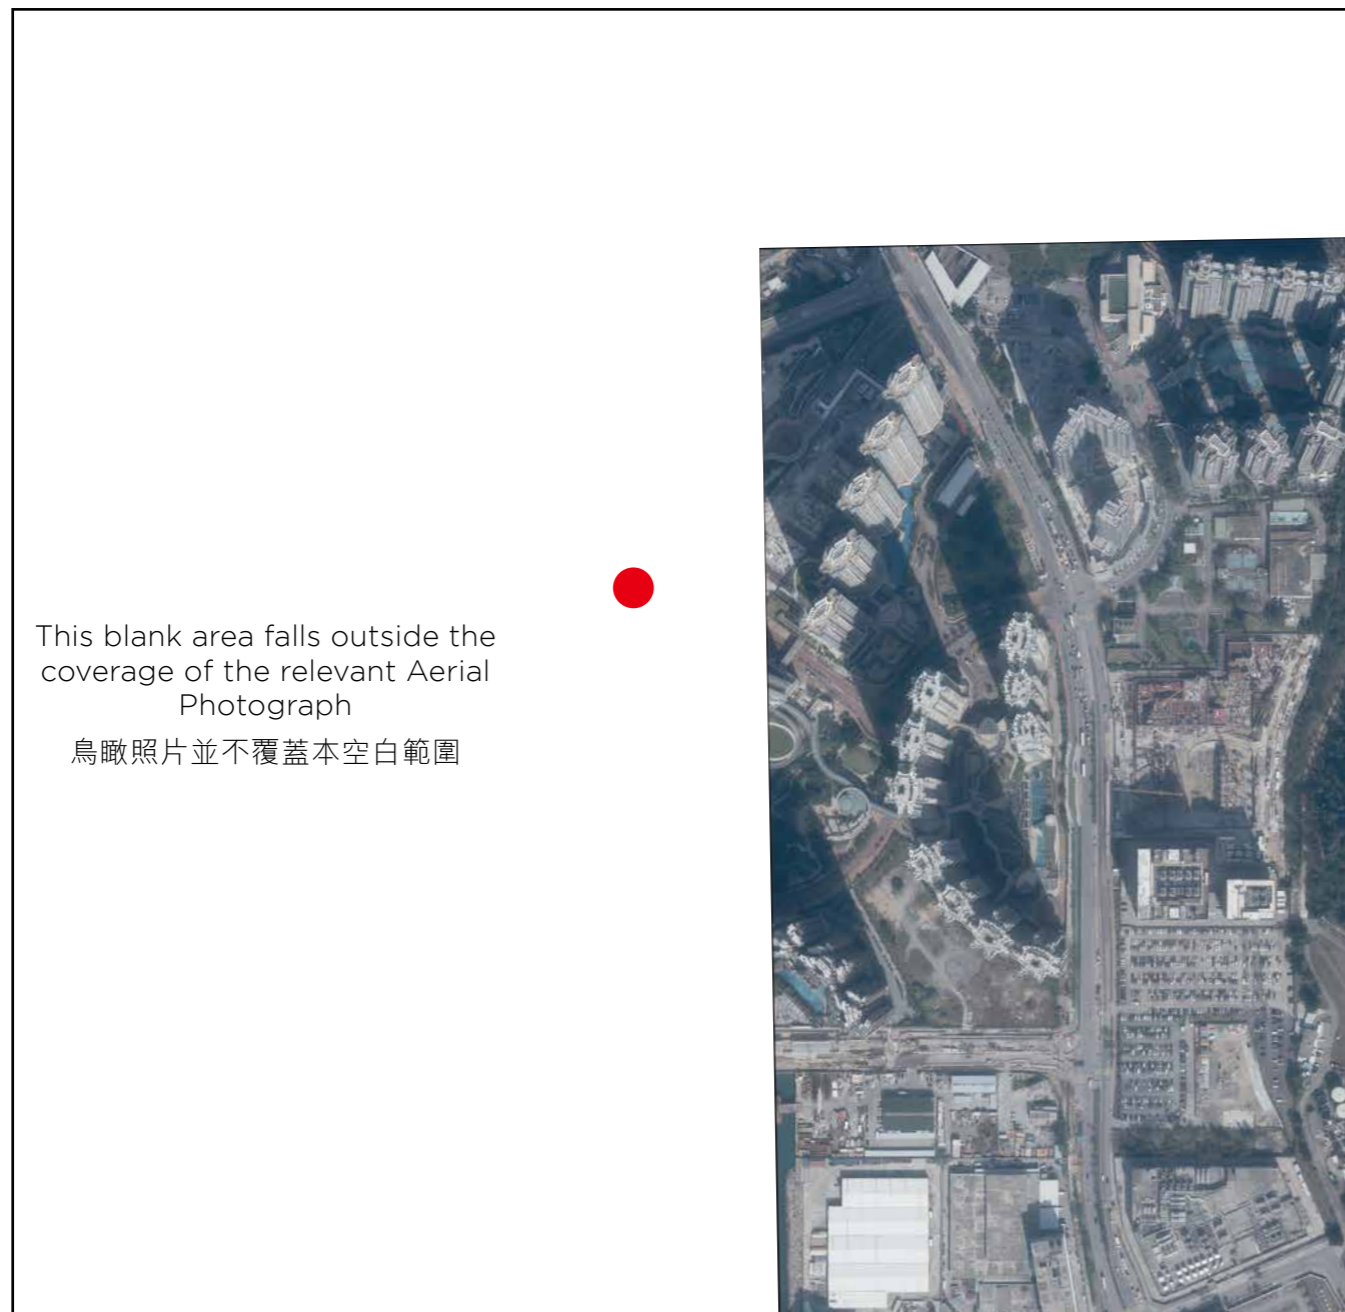 This blank area falls outside the
coverage of the relevant Aerial
Photograph
鳥瞰照片並不覆蓋本空白範圍